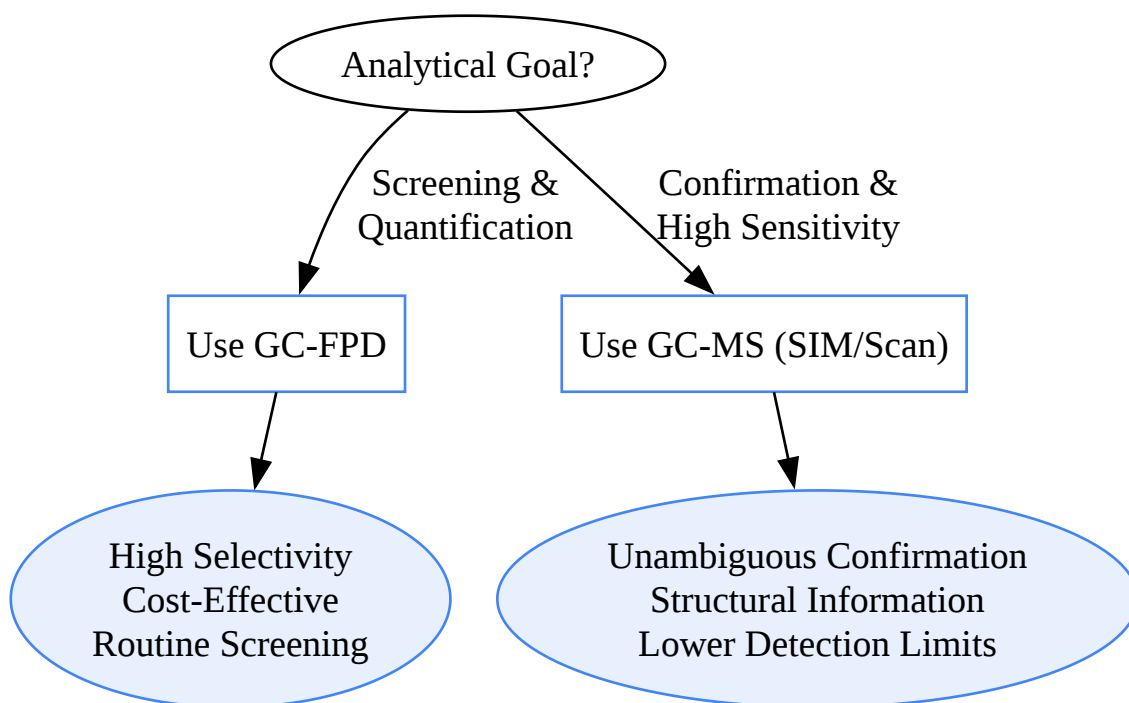 Analytical Goal?
Screening &
Quantification
Confirmation &
High Sensitivity
Use GC-FPD
Use GC-MS (SIM/Scan)
High Selectivity
Cost-Effective
Routine Screening
Unambiguous Confirmation
Structural Information
Lower Detection Limits